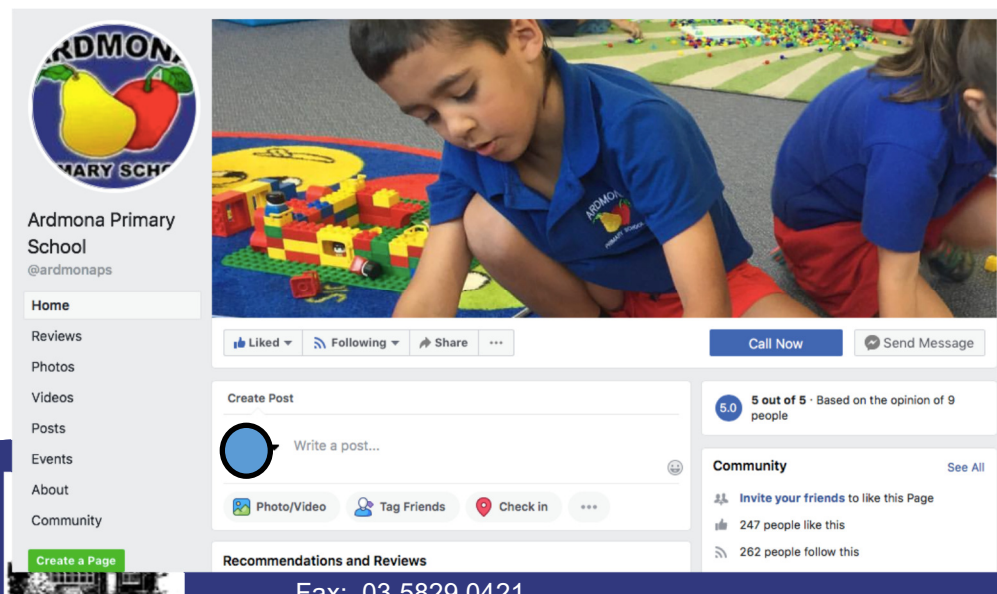 ARDMONA
PRIMARY SCHOOL
Ardmona Primary
School
@ardmonaps
Home
Reviews
Photos
Videos
Posts
Events
About
Community
Create a Page
ARDMONA
PRIMARY SCHOOL
Liked
Following
Share
...
Call Now
Send Message
Create Post
Write a post...
Photo/Video
Tag Friends
Check in
...
Recommendations and Reviews
5.0
5 out of 5 · Based on the opinion of 9
people
Community
See All
Invite your friends to like this Page
247 people like this
262 people follow this
Fax: 03 5829 0421